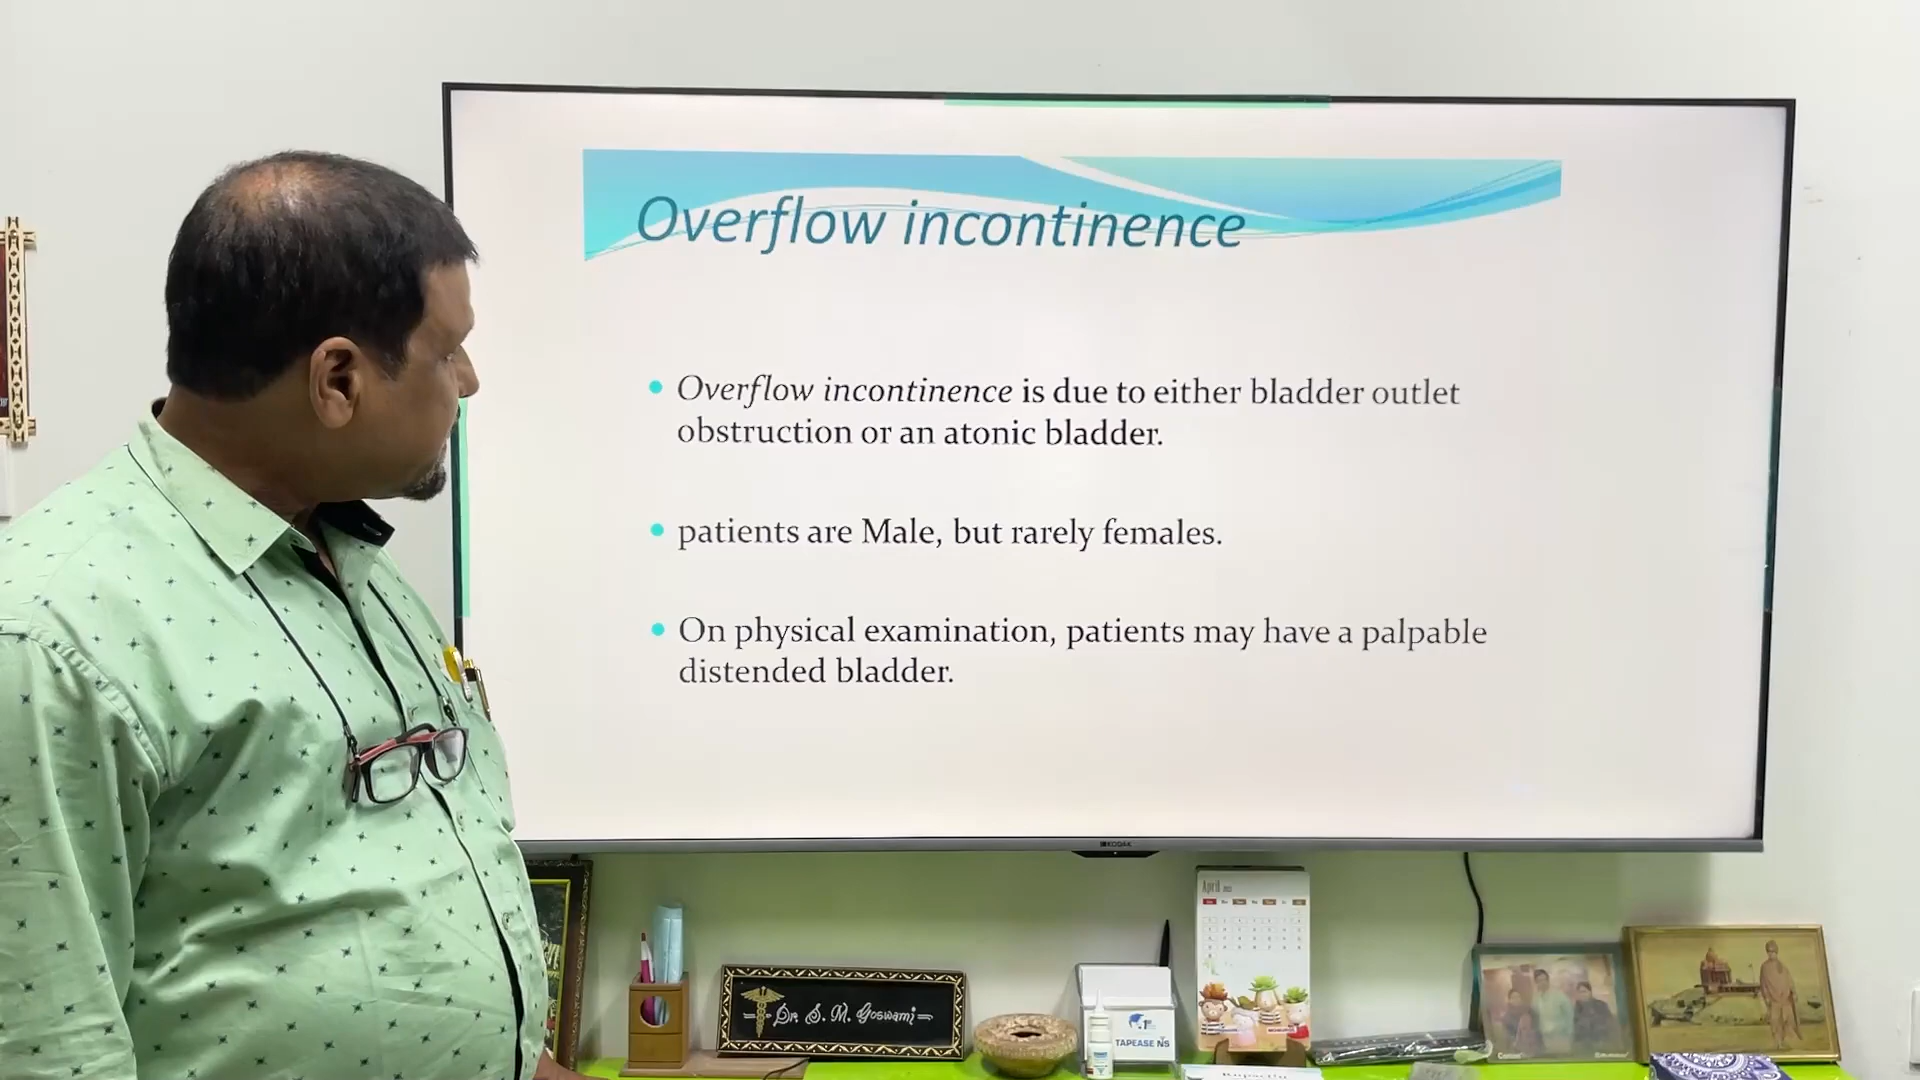 Overflow incontinence
Overflow incontinence is due to either bladder outlet
obstruction or an atonic bladder.
patients are Male, but rarely females.
On physical examination, patients may have a palpable
distended bladder.
KODAK
April
Dr. S. M. Goswami
TAPEASE NS